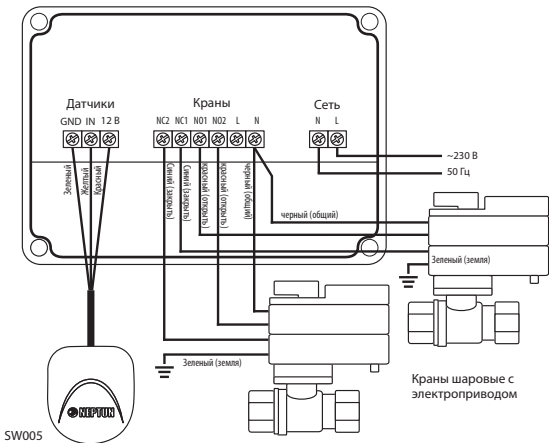 Датчики
Краны
Сеть
GND IN 12 В
NC2 NC1 NO1 NO2 L N
N L
~230 В
50 Гц
Зеленый
Желтый
Красный
Синий (закрыть)
Синий (закрыть)
красный (открыть)
красный (открыть)
черный (общий)
черный (общий)
Зеленый (земля)
Зеленый (земля)
Краны шаровые с
электроприводом
NEPTUN
SW005